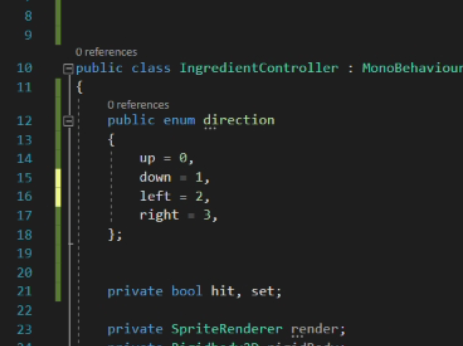 8
9
0 references
10 public class IngredientController : MonoBehaviour
11 {
0 references
12 public enum direction
13 {
14 up = 0,
15 down = 1,
16 left = 2,
17 right = 3,
18 };
19
20
21 private bool hit, set;
22
23 private SpriteRenderer render;